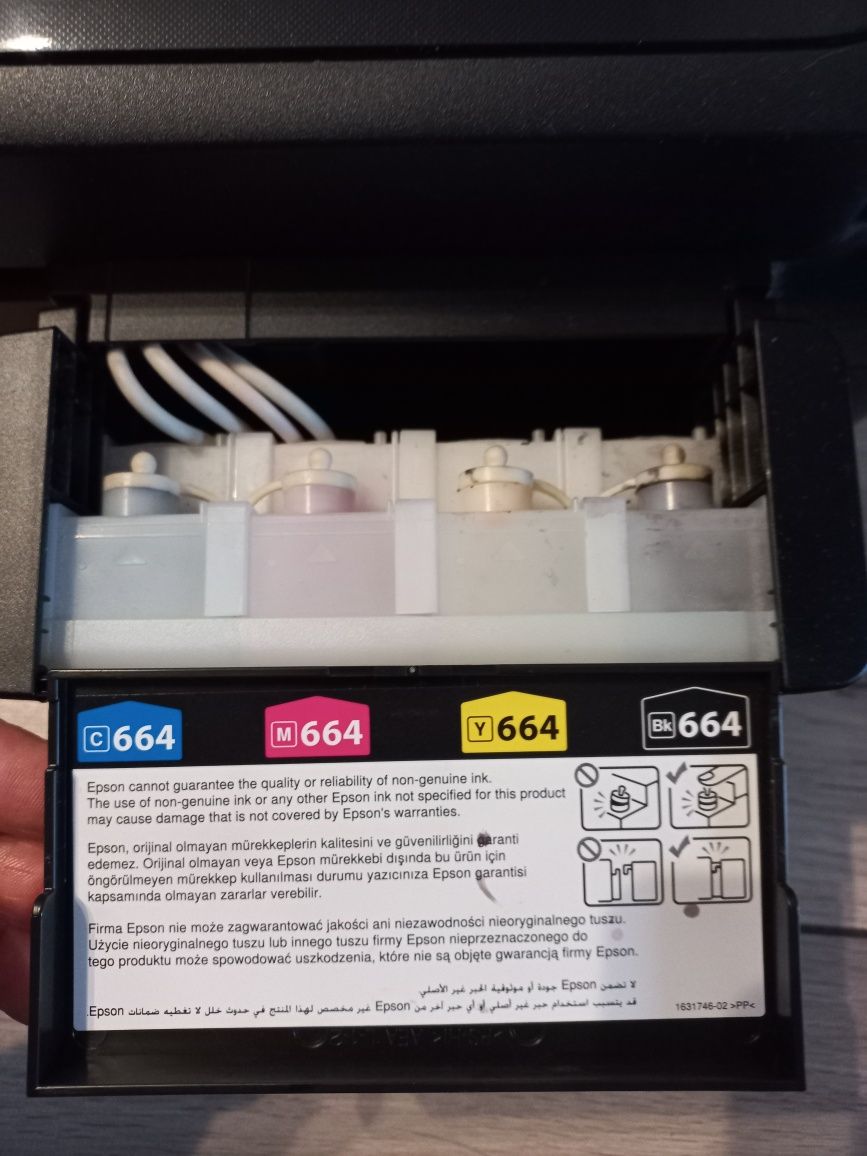 C 664
M 664
Y 664
Bk 664
Epson cannot guarantee the quality or reliability of non-genuine ink.
The use of non-genuine ink or any other Epson ink not specified for this product
may cause damage that is not covered by Epson's warranties.
Epson, orijinal olmayan mürekkeplerin kalitesini ve güvenilirliğini garanti
edemez. Orijinal olmayan veya Epson mürekkebi dışında bu ürün için
öngörülmeyen mürekkep kullanılması durumu yazıcınıza Epson garantisi
kapsamında olmayan zararlar verebilir.
Firma Epson nie może zagwarantować jakości ani niezawodności nieoryginalnego tuszu.
Użycie nieoryginalnego tuszu lub innego tuszu firmy Epson nieprzeznaczonego do
tego produktu może spowodować uszkodzenia, które nie są objęte gwarancją firmy Epson.
لا تضمن Epson جودة أو موثوقية الحبر غير الأصلي
قد يتسبب استخدام حبر غير أصلي أو أي حبر آخر من Epson غير مخصص لهذا المنتج في حدوث خلل لا تغطيه ضمانات Epson.
1631746-02 >PP<